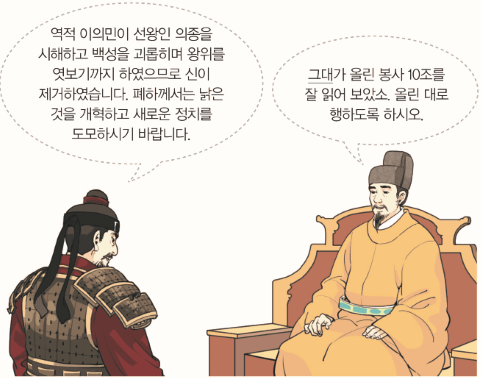 역적 이의민이 선왕인 의종을
시해하고 백성을 괴롭히며 왕위를
엿보기까지 하였으므로 신이
제거하였습니다. 폐하께서는 낡은
것을 개혁하고 새로운 정치를
도모하시기 바랍니다.
그대가 올린 봉사 10조를
잘 읽어 보았소. 올린 대로
행하도록 하시오.